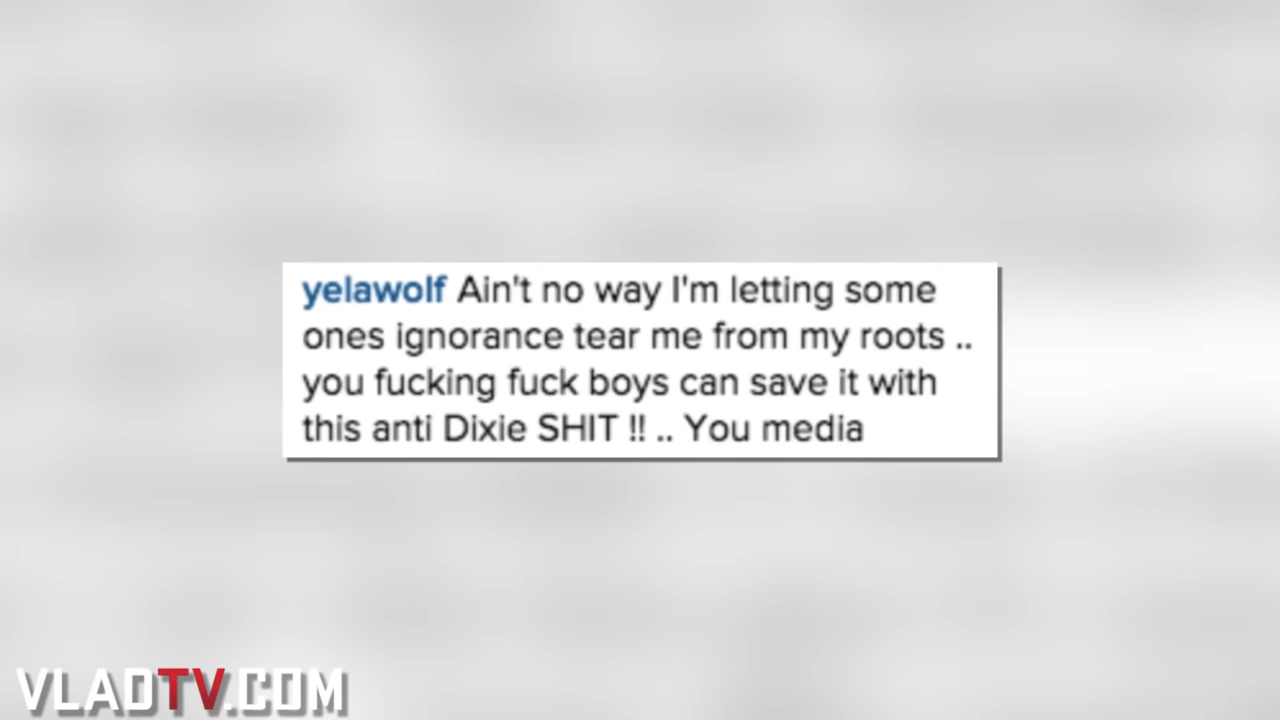 yelawolf Ain't no way I'm letting some
ones ignorance tear me from my roots ..
you fucking fuck boys can save it with
this anti Dixie SHIT !! .. You media
VLADTV.COM